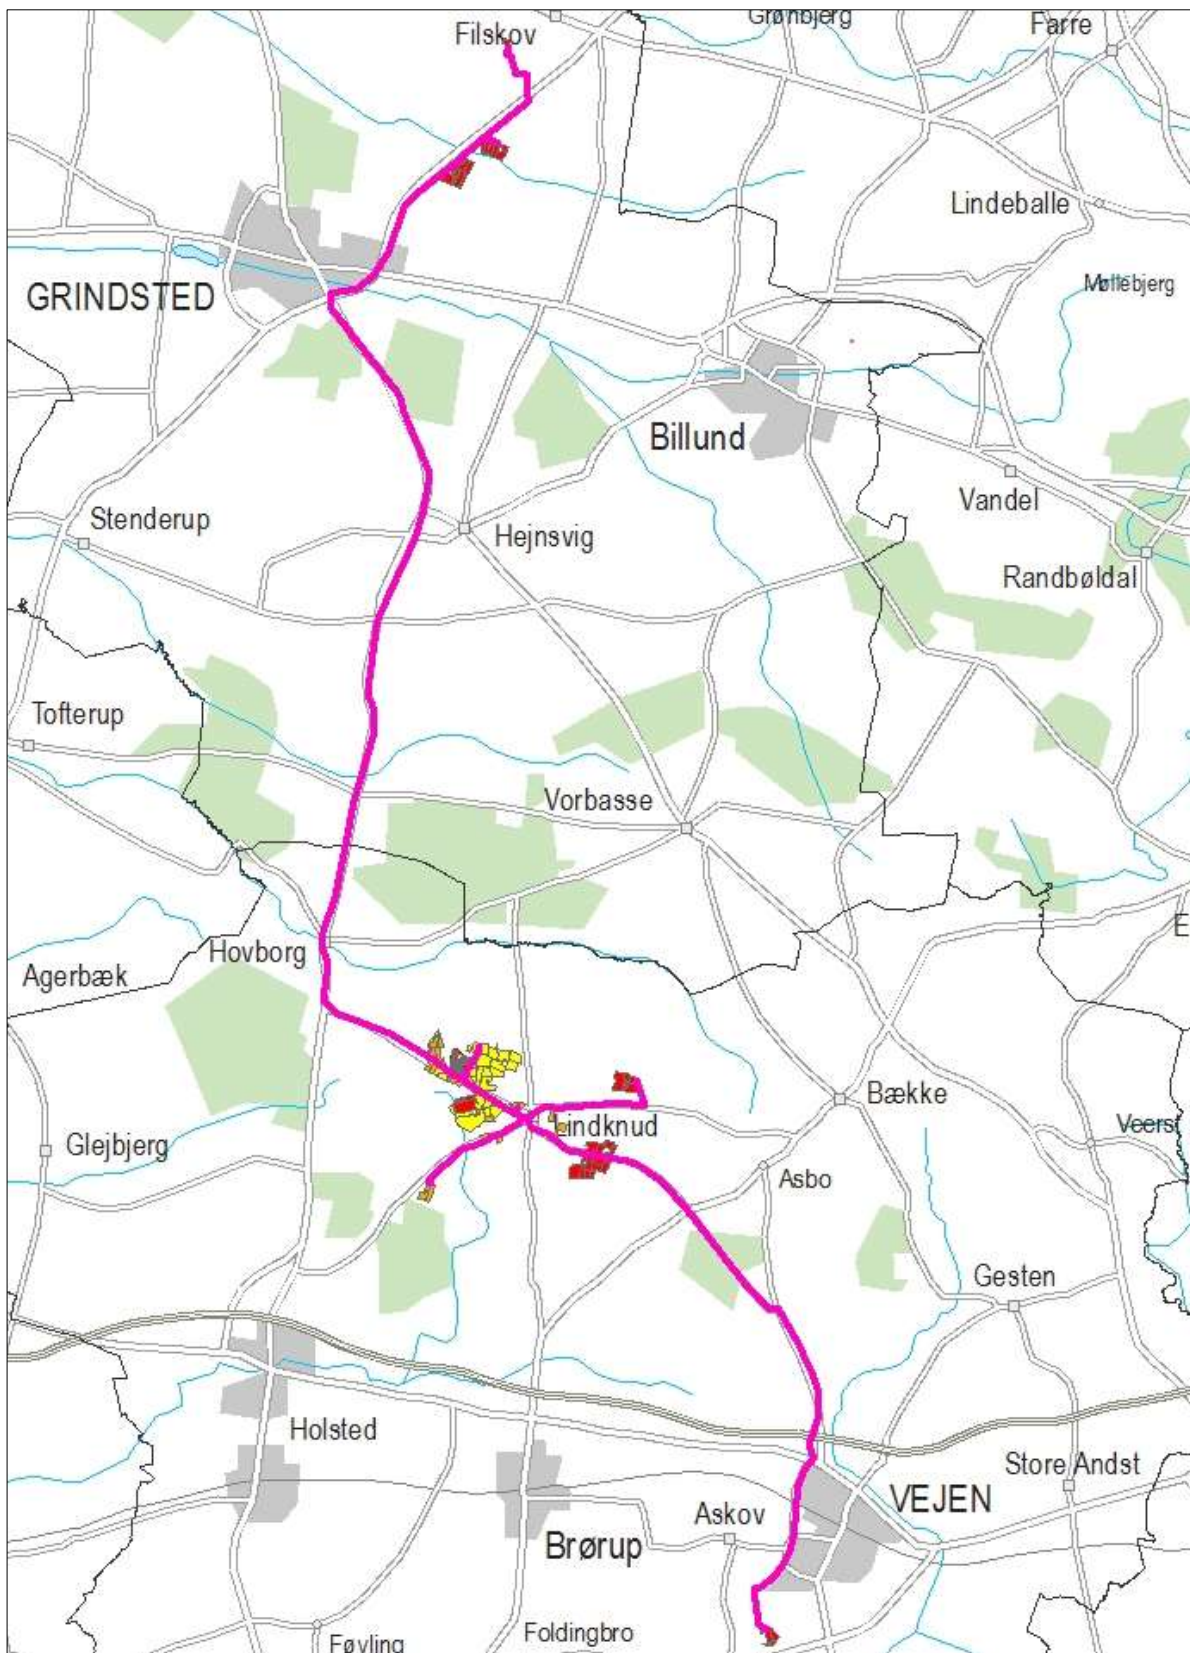 Grønbjerg
Filskov
Farre
Lindeballe
GRINDSTED
Billund
Vandel
Stenderup
Hejnsvig
Randbøldal
Tofterup
Vorbasse
Hovborg
E
Agerbæk
Bække
Lindknud
Glejbjerg
Asbo
Gesten
Holsted
Store Andst
VEJEN
Askov
Brørup
Foldingbro
Føvling